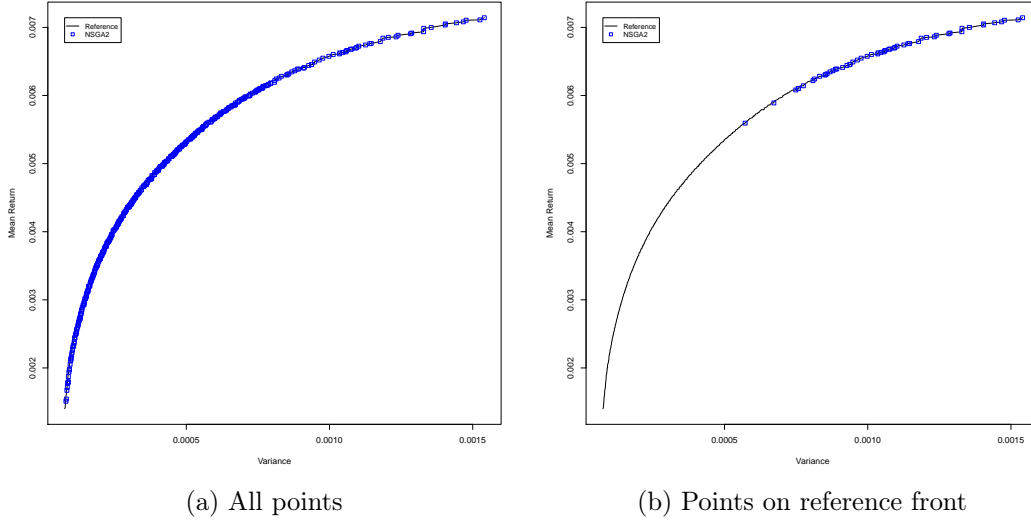 Reference
NSGA2
0.007
0.006
0.005
0.004
0.003
0.002
Mean Return
0.0005 0.0010 0.0015
Variance
(a) All points
Reference
NSGA2
0.007
0.006
0.005
0.004
0.003
0.002
Mean Return
0.0005 0.0010 0.0015
Variance
(b) Points on reference front